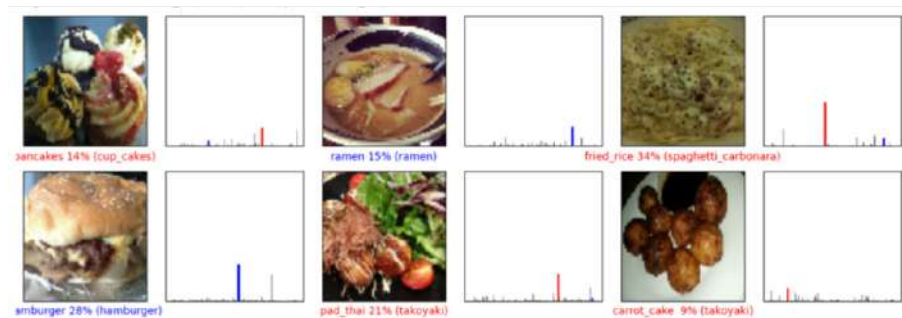 pancakes 14% (cup_cakes)
ramen 15% (ramen)
fried_rice 34% (spaghetti_carbonara)
amburger 28% (hamburger)
pad_thai 21% (takoyaki)
carrot_cake 9% (takoyaki)